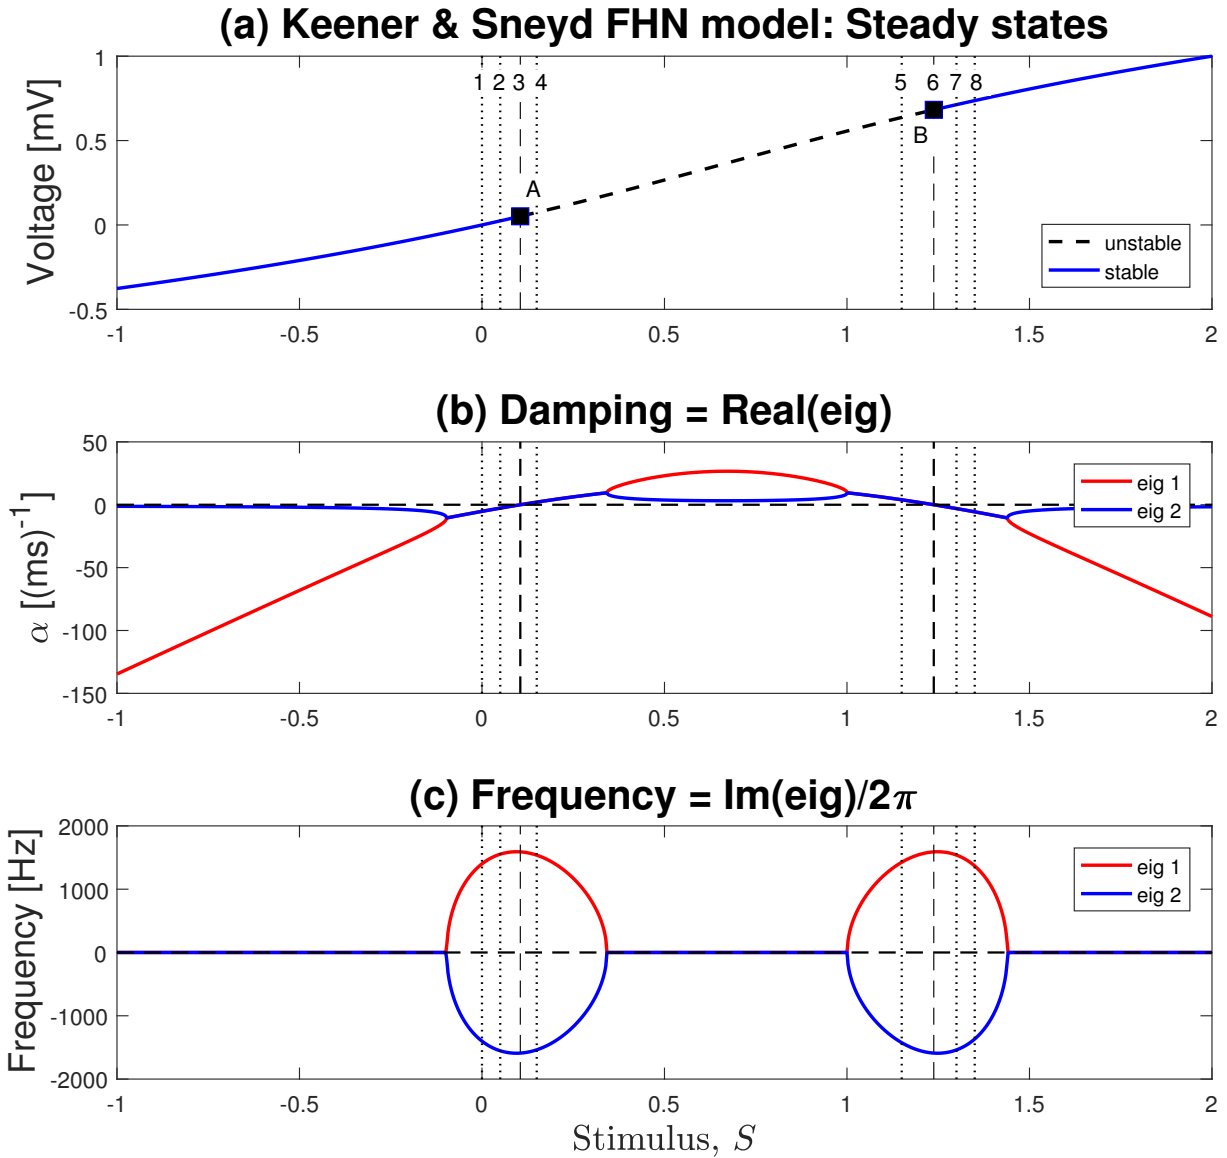 (a) Keener & Sneyd FHN model: Steady states
Voltage [mV]
1
0.5
0
-0.5
1 2 3 4 5 6 7 8
A
B
unstable
stable
-1 -0.5 0 0.5 1 1.5 2
(b) Damping = Real(eig)
α [(ms)⁻¹]
50
0
-50
-100
-150
eig 1
eig 2
-1 -0.5 0 0.5 1 1.5 2
(c) Frequency = Im(eig)/2π
Frequency [Hz]
2000
1000
0
-1000
-2000
eig 1
eig 2
-1 -0.5 0 0.5 1 1.5 2
Stimulus, S